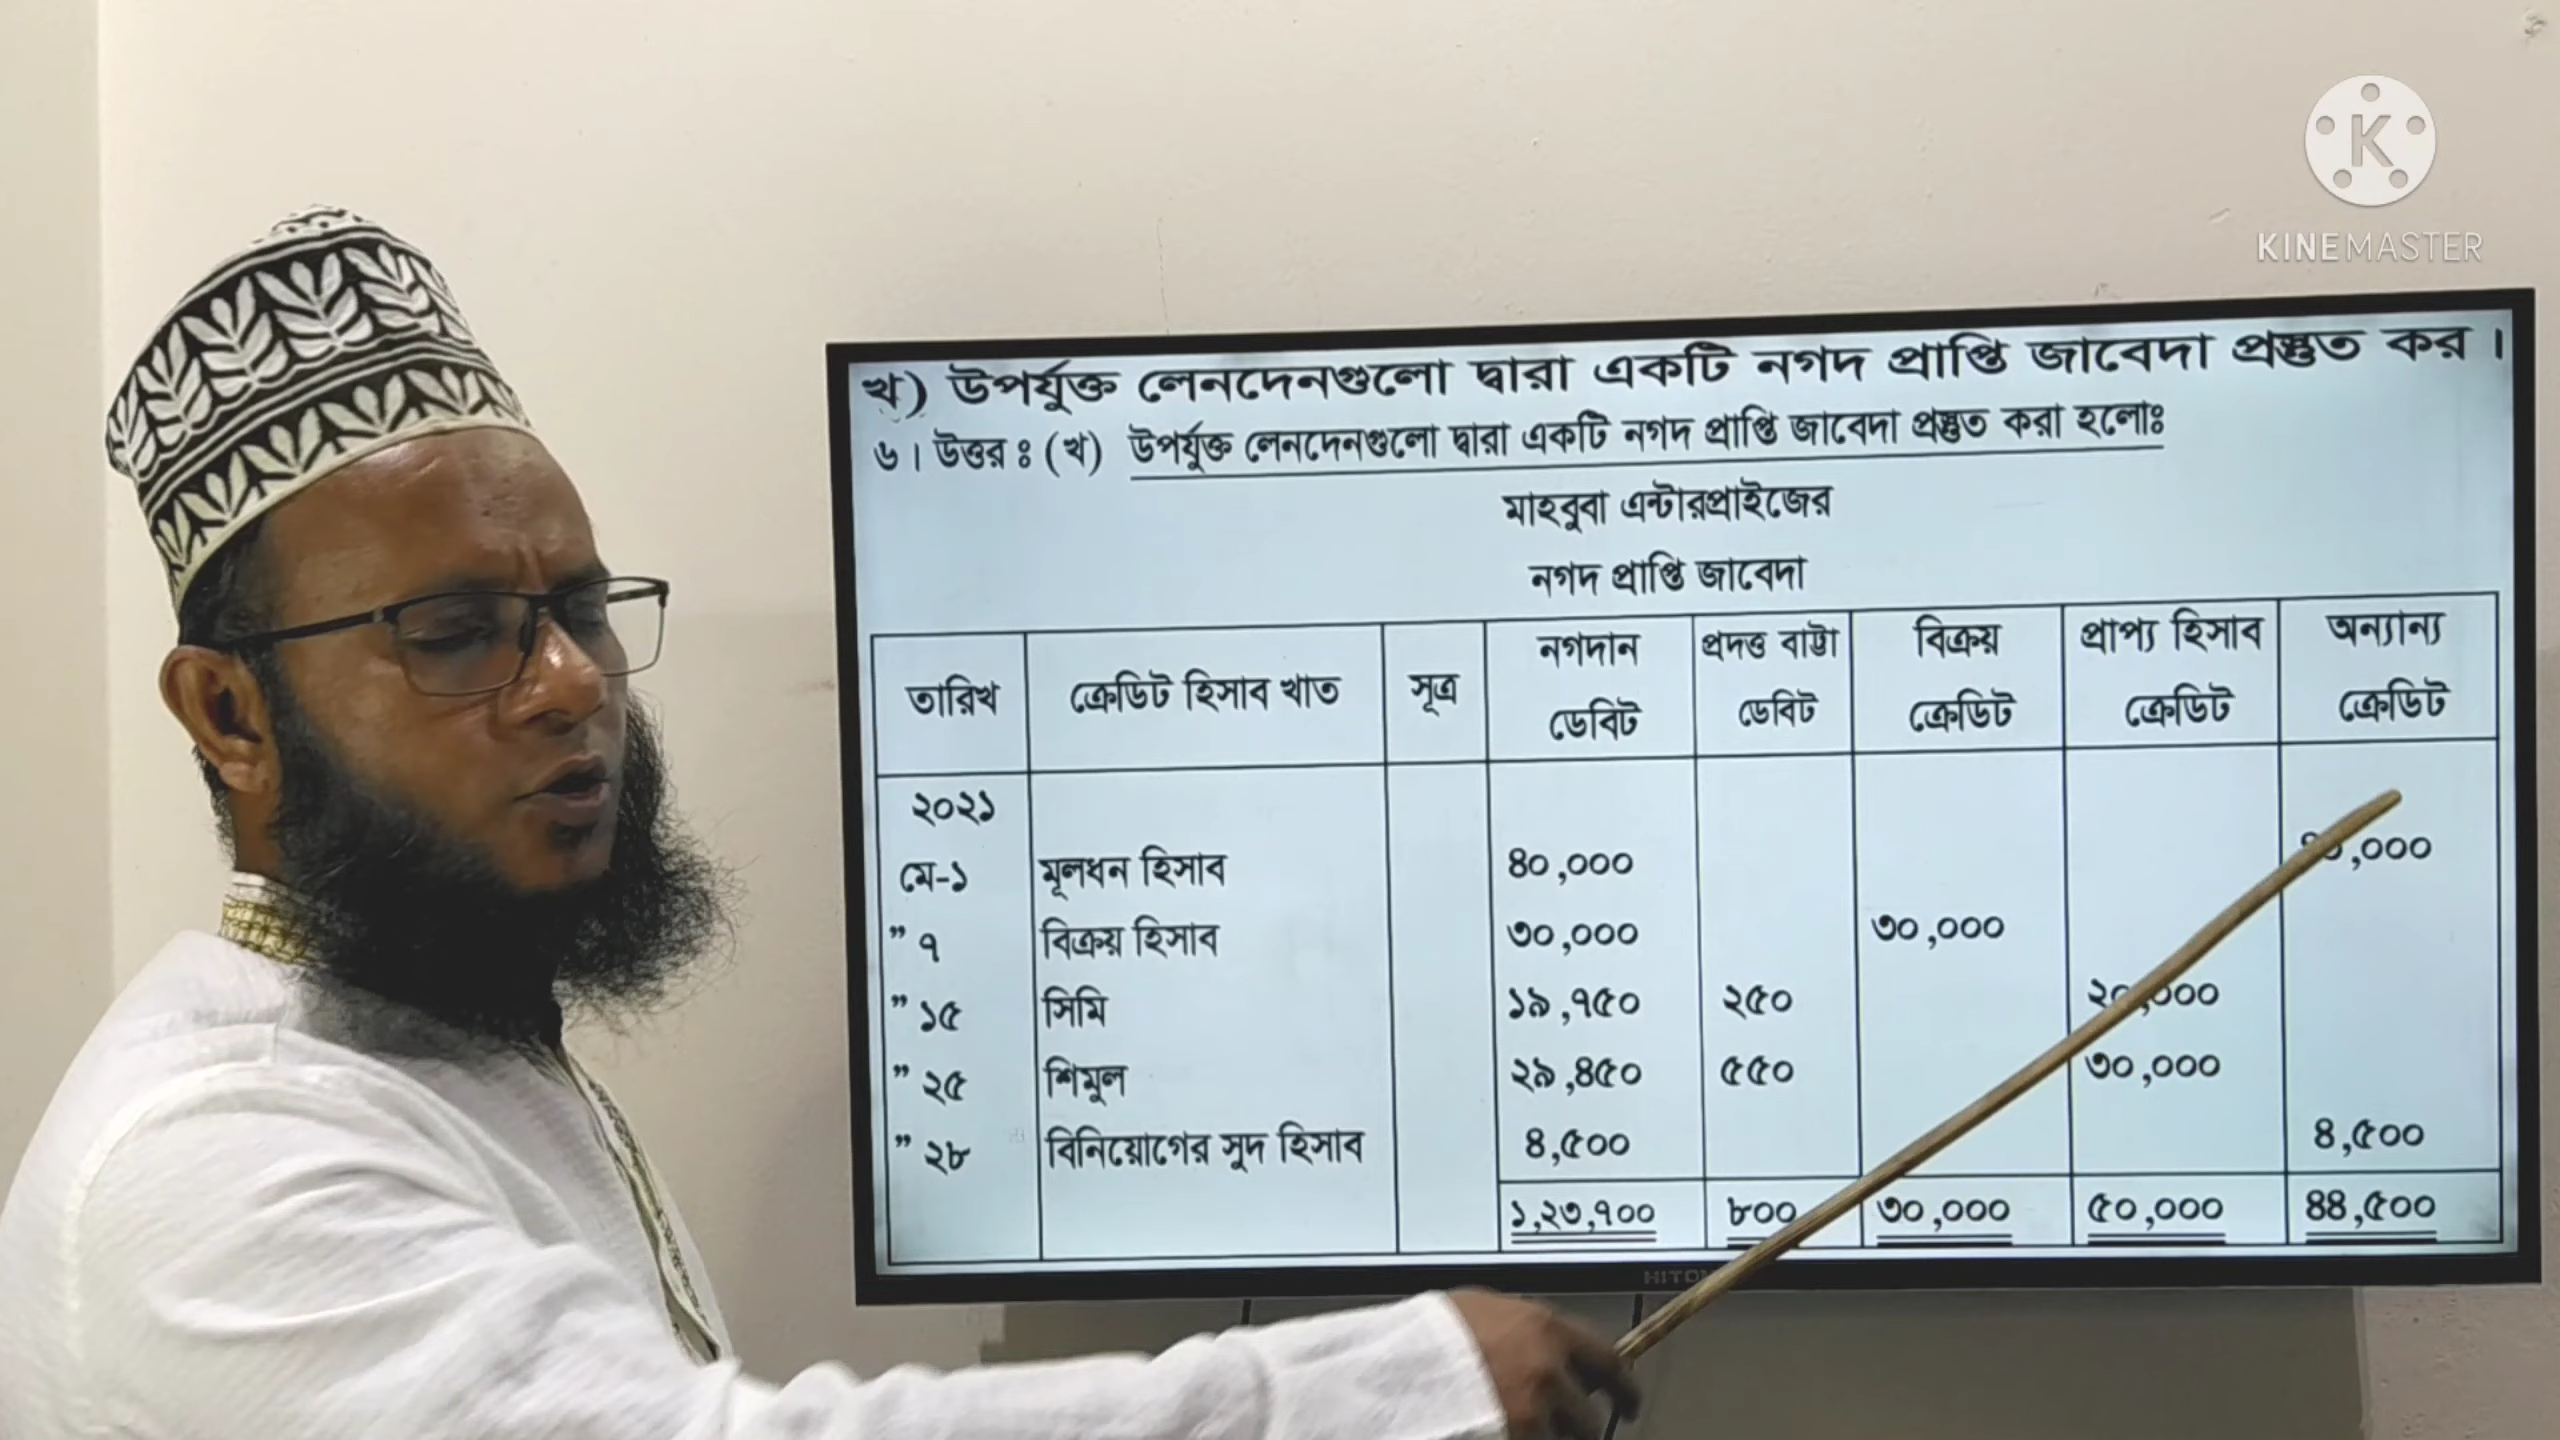 KINEMASTER
খ) উপর্যুক্ত লেনদেনগুলো দ্বারা একটি নগদ প্রাপ্তি জাবেদা প্রস্তুত কর ।
৬ । উত্তর ঃ (খ) উপর্যুক্ত লেনদেনগুলো দ্বারা একটি নগদ প্রাপ্তি জাবেদা প্রস্তুত করা হলোঃ
মাহবুবা এন্টারপ্রাইজের
নগদ প্রাপ্তি জাবেদা
তারিখ ক্রেডিট হিসাব খাত সূত্র নগদান ডেবিট প্রদত্ত বাট্টা ডেবিট বিক্রয় ক্রেডিট প্রাপ্য হিসাব ক্রেডিট অন্যান্য ক্রেডিট
২০২১
মে-১ মূলধন হিসাব ৪০,০০০
” ৭ বিক্রয় হিসাব ৩০,০০০ ৩০,০০০
” ১৫ সিমি ১৯,৭৫০ ২৫০ ২০,০০০
” ২৫ শিমুল ২৯,৪৫০ ৫৫০ ৩০,০০০
” ২৮ বিনিয়োগের সুদ হিসাব ৪,৫০০ ৪,৫০০
১,২৩,৭০০ ৮০০ ৩০,০০০ ৫০,০০০ ৪৪,৫০০